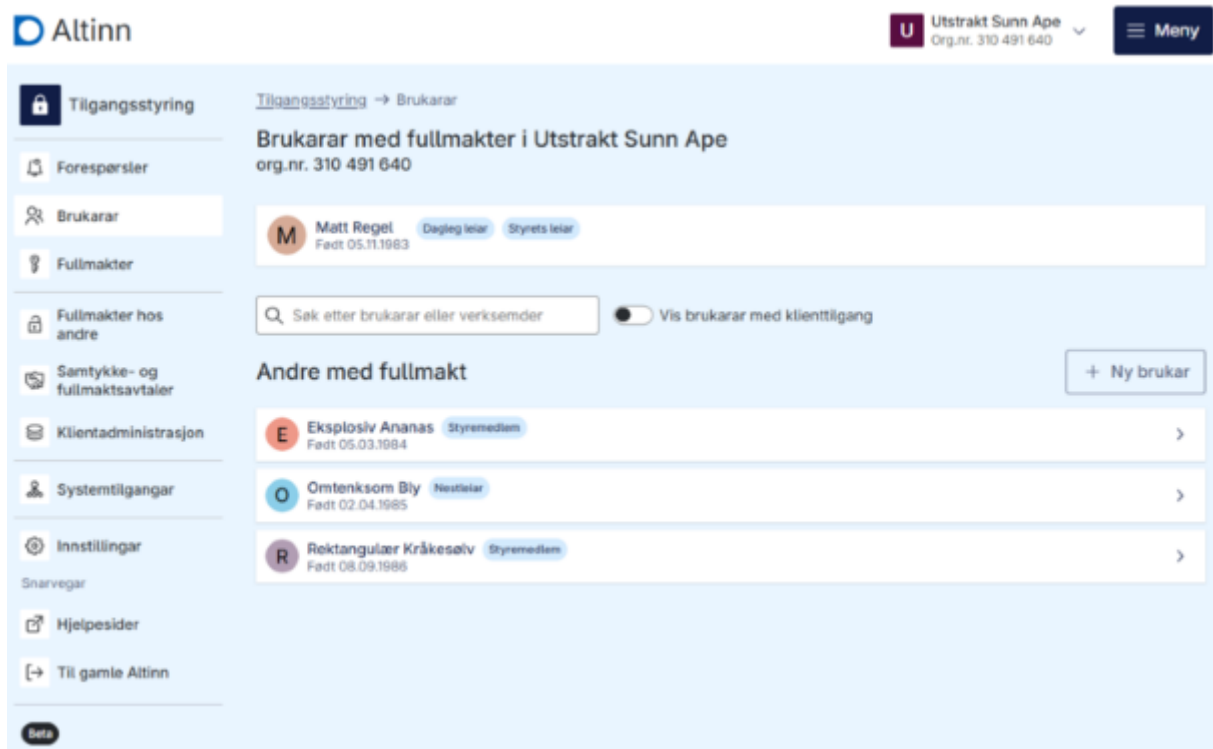 Altinn
U
Utstrakt Sunn Ape
Org.nr. 310 491 640
Meny
Tilgangsstyring
Forespørsler
Brukarar
Fullmakter
Fullmakter hos
andre
Samtykke- og
fullmaktsavtaler
Klientadministrasjon
Systemtilgangar
Innstillingar
Snarvegar
Hjelpesider
Til gamle Altinn
Beta
Tilgangsstyring → Brukarar
Brukarar med fullmakter i Utstrakt Sunn Ape
org.nr. 310 491 640
M
Matt Regel Dagleg leiar Styrets leiar
Født 05.11.1983
Søk etter brukarar eller verksemder
Vis brukarar med klienttilgang
Andre med fullmakt
+ Ny brukar
E
Eksplosiv Ananas Styremedlem
Født 05.03.1984
O
Omtenksom Bly Nestleiar
Født 02.04.1985
R
Rektangulær Kråkesølv Styremedlem
Født 08.09.1986